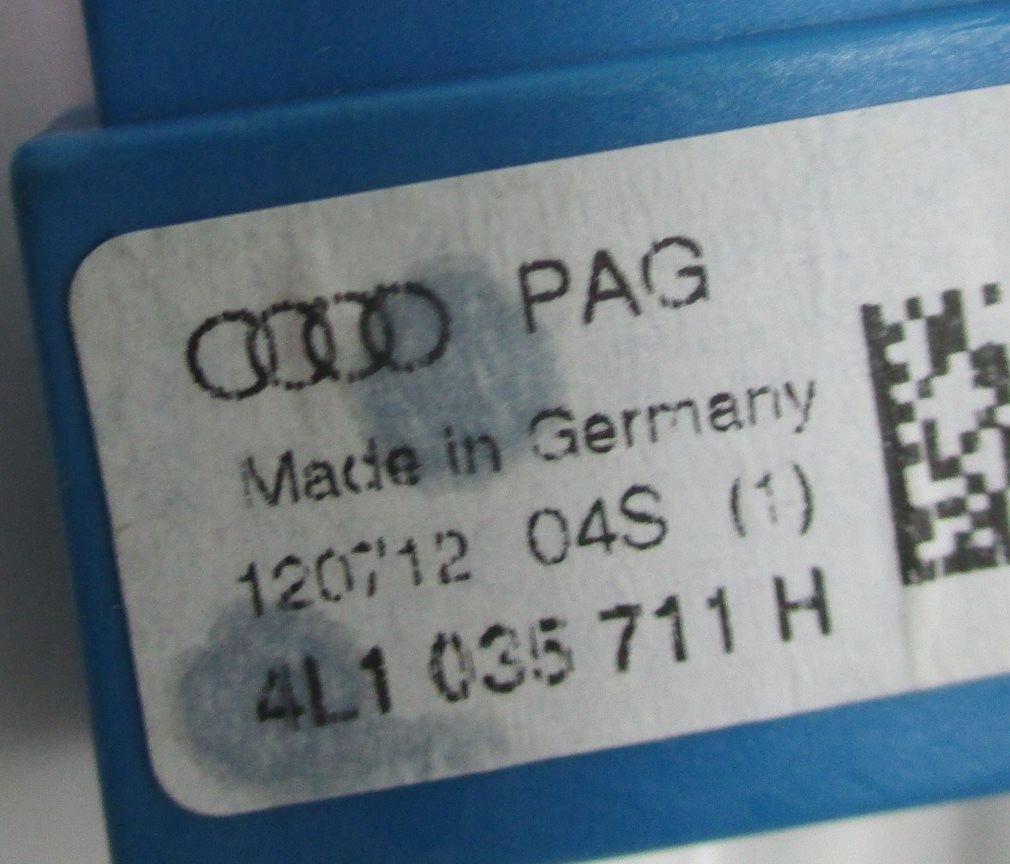 PAG
Made in Germany
120712 04S (1)
4L1 035 711 H